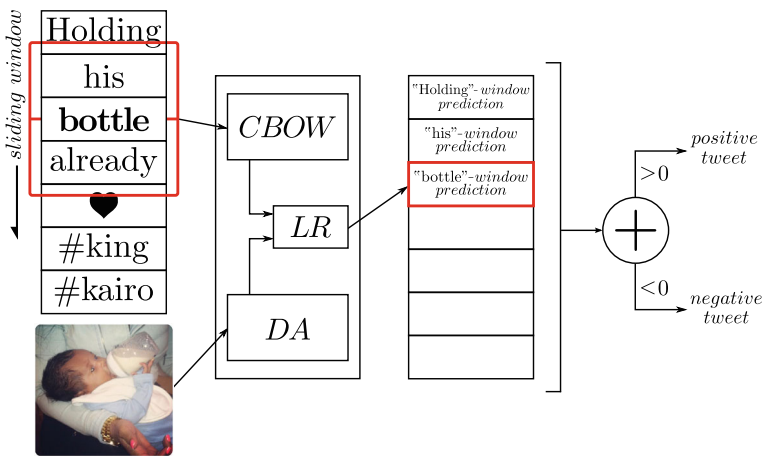 sliding window
Holding
his
bottle
already
♥
#king
#kairo
CBOW
LR
DA
"Holding"-window
prediction
"his"-window
prediction
"bottle"-window
prediction
+
>0
<0
positive
tweet
negative
tweet